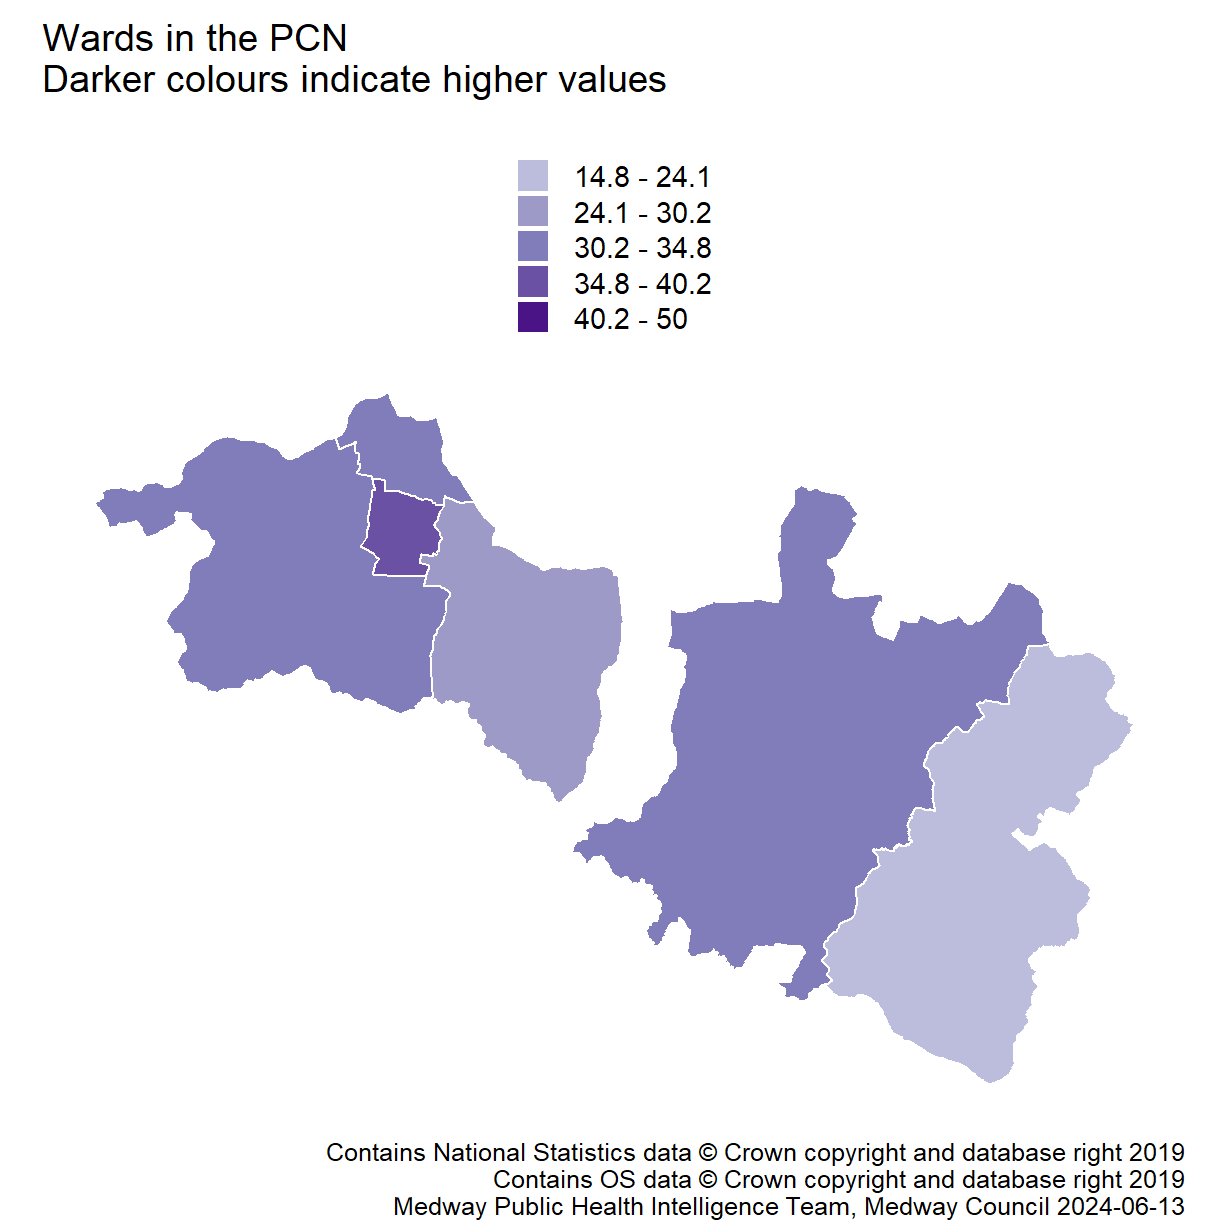 Wards in the PCN
Darker colours indicate higher values
14.8 - 24.1
24.1 - 30.2
30.2 - 34.8
34.8 - 40.2
40.2 - 50
Contains National Statistics data © Crown copyright and database right 2019
Contains OS data © Crown copyright and database right 2019
Medway Public Health Intelligence Team, Medway Council 2024-06-13